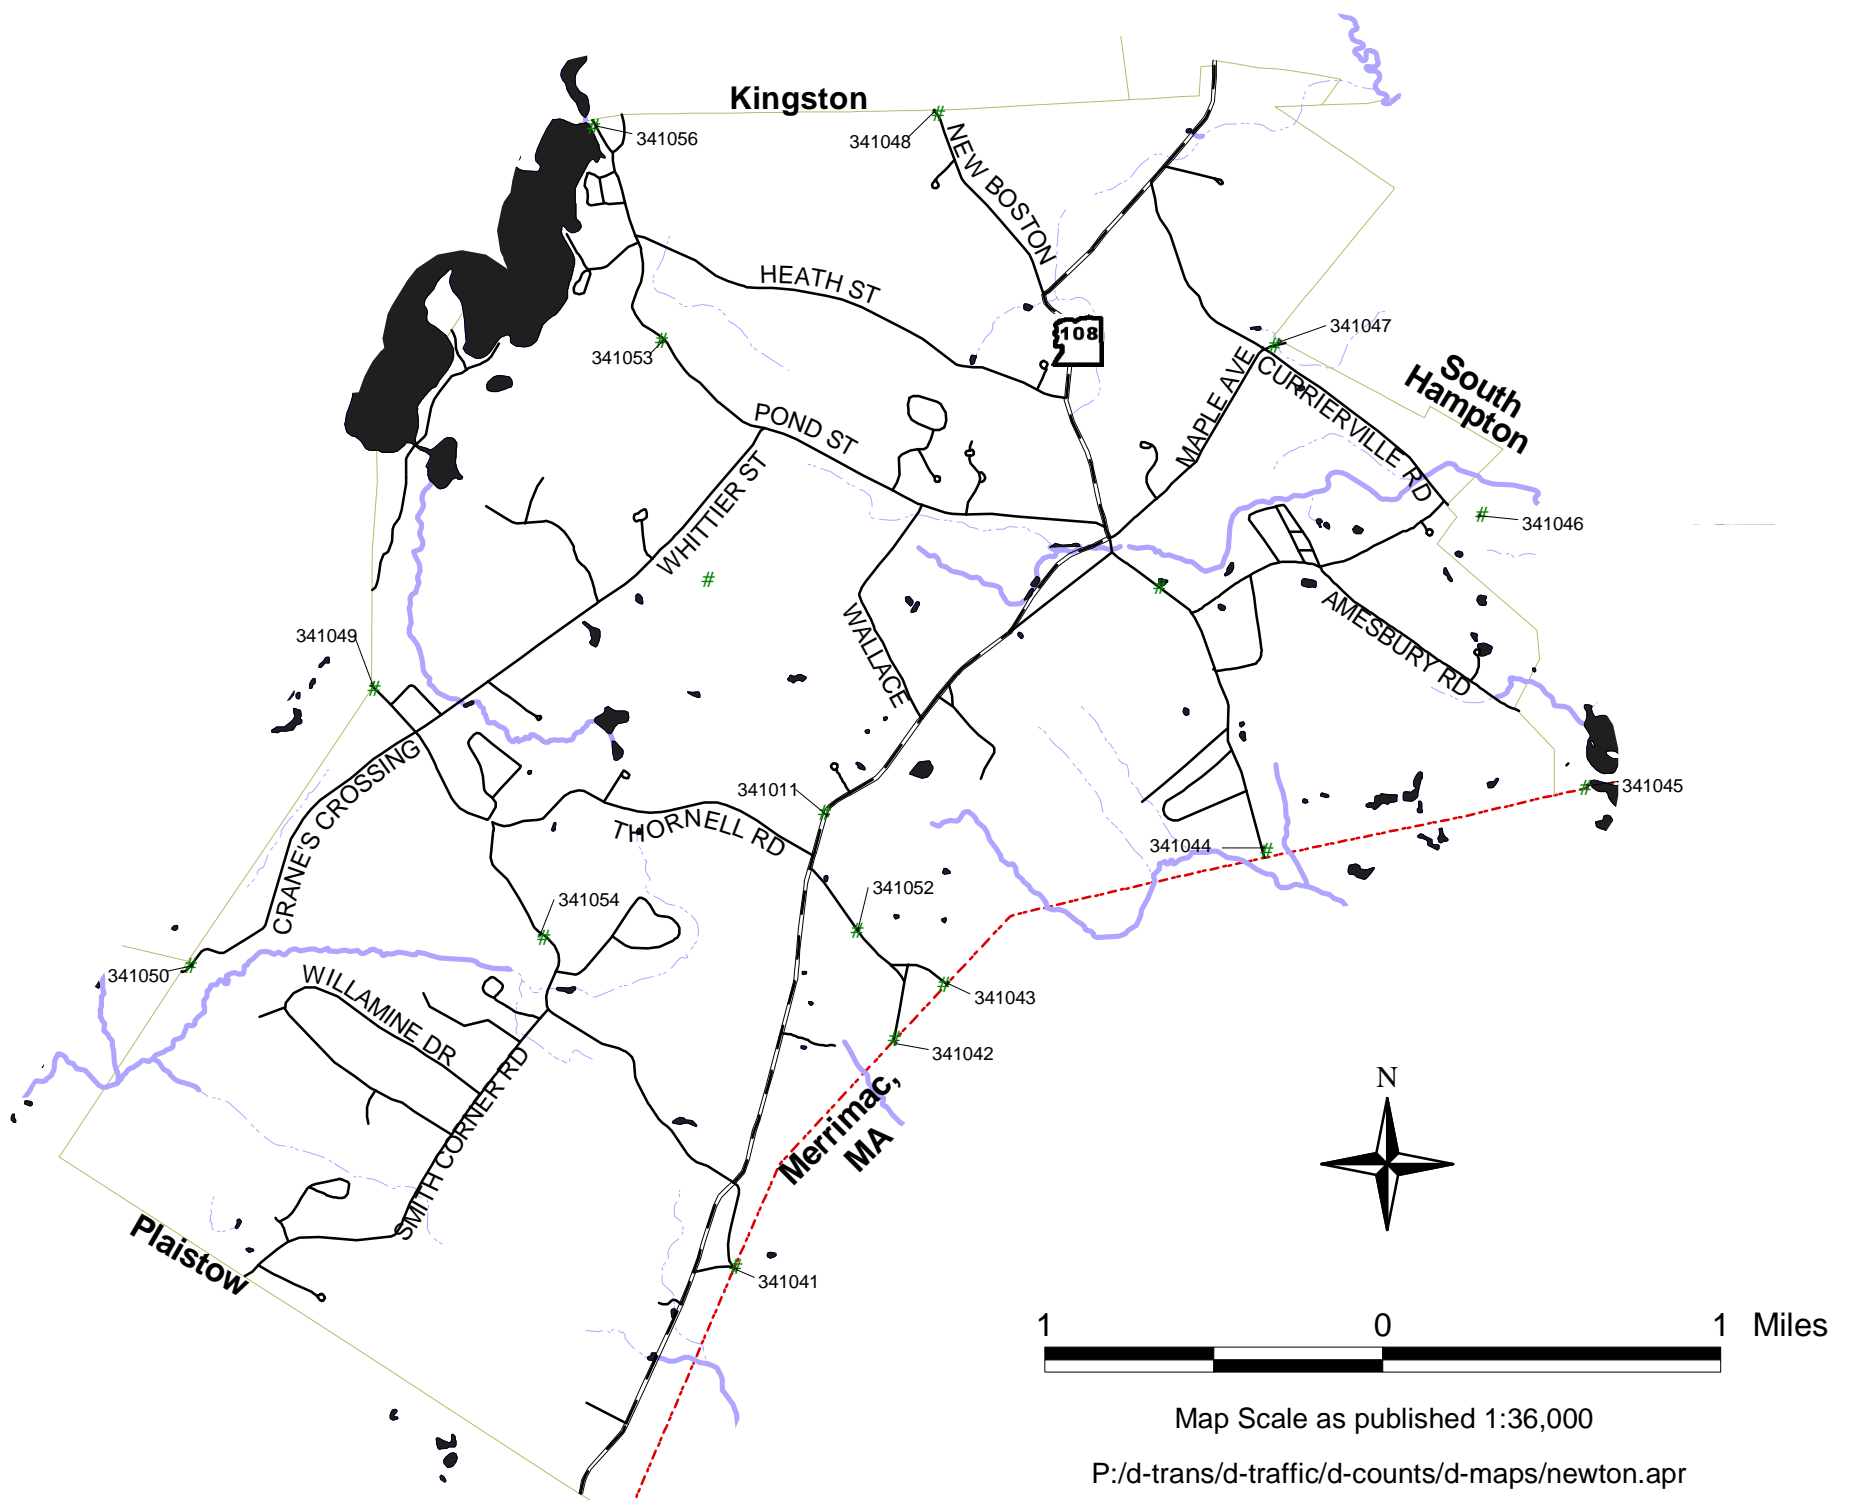 Kingston
341056
341048
NEW BOSTON
HEATH ST
108
341047
341053
South
Hampton
MAPLE AVE
CURRIERVILLE RD
POND ST
WHITTIER ST
341046
341049
WALLACE
AMESBURY RD
CRANE'S CROSSING
341011
THORNELL RD
341045
341044
341052
341054
341050
WILLAMINE DR
341043
341042
SMITH CORNER RD
Merrimac,
MA
N
Plaistow
341041
1 0 1 Miles
Map Scale as published 1:36,000
P:/d-trans/d-traffic/d-counts/d-maps/newton.apr